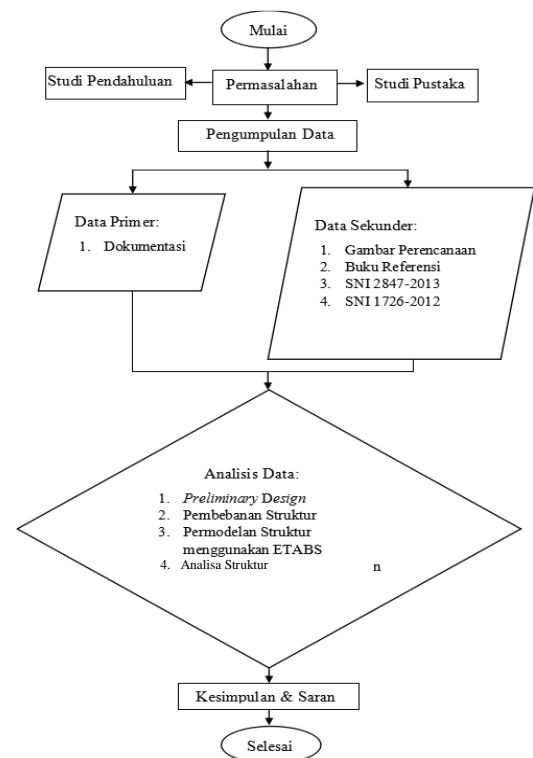 Mulai
Studi Pendahuluan
Permasalahan
Studi Pustaka
Pengumpulan Data
Data Primer:
1. Dokumentasi
Data Sekunder:
1. Gambar Perencanaan
2. Buku Referensi
3. SNI 2847-2013
4. SNI 1726-2012
Analisis Data:
1. Preliminary Design
2. Pembebanan Struktur
3. Permodelan Struktur
menggunakan ETABS
4. Analisa Struktur n
Kesimpulan & Saran
Selesai